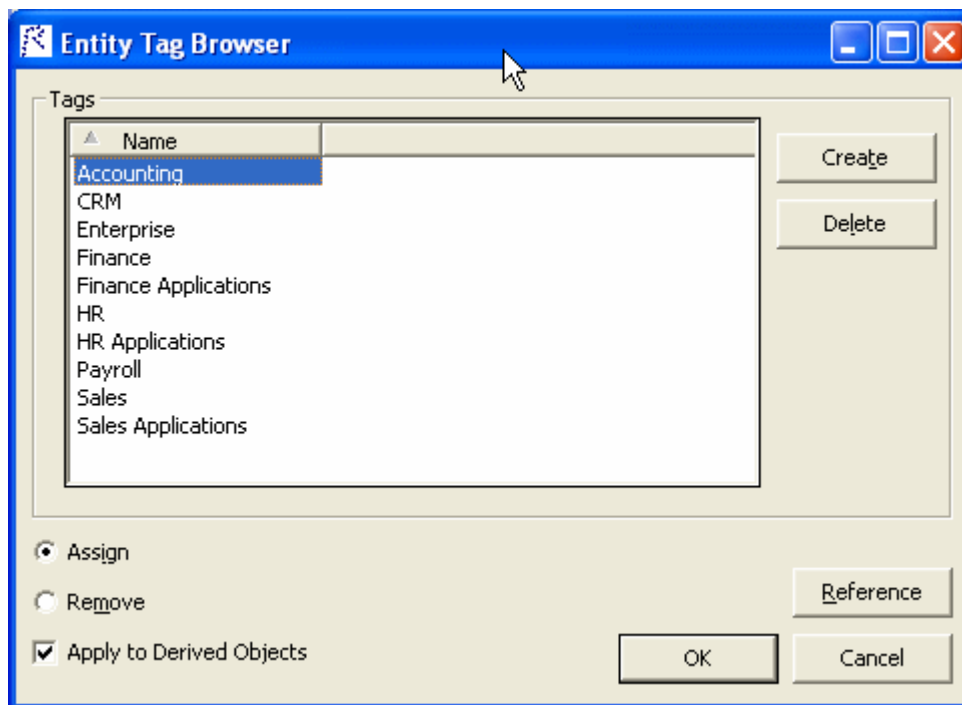 Entity Tag Browser
Tags
Name
Accounting
CRM
Enterprise
Finance
Finance Applications
HR
HR Applications
Payroll
Sales
Sales Applications
Create
Delete
Assign
Remove
Apply to Derived Objects
Reference
OK
Cancel